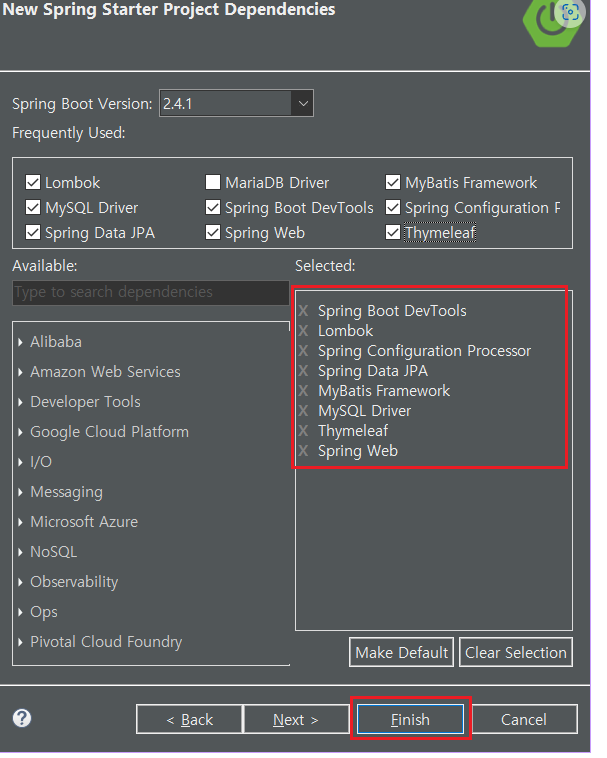 New Spring Starter Project Dependencies
Spring Boot Version: 2.4.1
Frequently Used:
Lombok MariaDB Driver MyBatis Framework
MySQL Driver Spring Boot DevTools Spring Configuration P
Spring Data JPA Spring Web Thymeleaf
Available:
Type to search dependencies
Alibaba
Amazon Web Services
Developer Tools
Google Cloud Platform
I/O
Messaging
Microsoft Azure
NoSQL
Observability
Ops
Pivotal Cloud Foundry
Selected:
X Spring Boot DevTools
X Lombok
X Spring Configuration Processor
X Spring Data JPA
X MyBatis Framework
X MySQL Driver
X Thymeleaf
X Spring Web
Make Default Clear Selection
? < Back Next > Finish Cancel